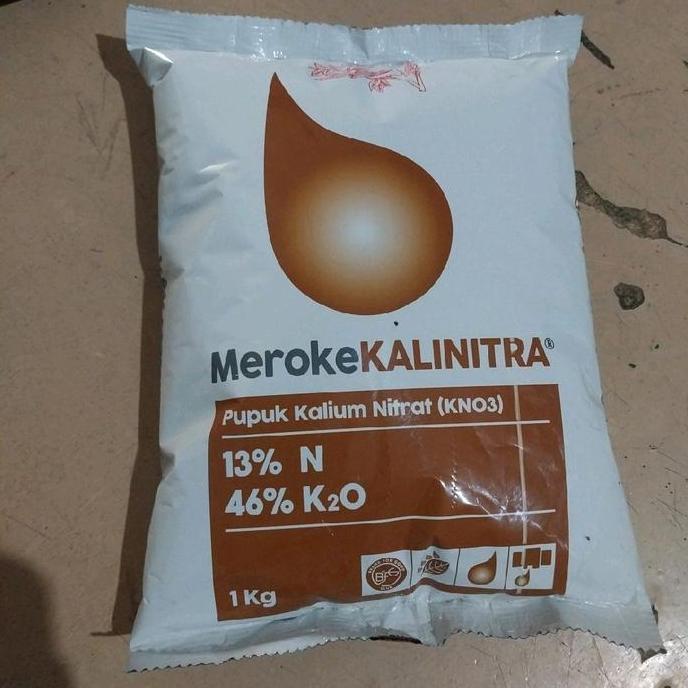 MerokeKALINITRA®
Pupuk Kalium Nitrat (KNO3)
13% N
46% K2O
1 Kg